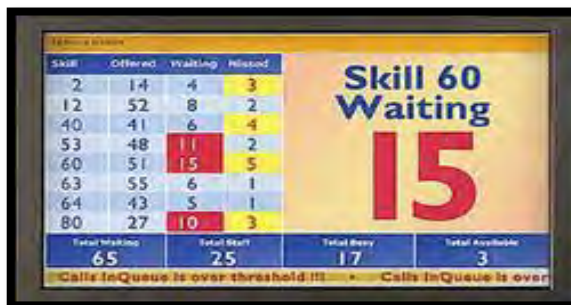 Skill Offered Waiting Missed
2 14 4 3
12 52 8 2
40 41 6 4
53 48 11 2
60 51 15 5
63 55 6 1
64 43 5 1
80 27 10 3
Skill 60
Waiting
15
Total Waiting Total Staff Total Busy Total Available
65 25 17 3
Calls InQueue is over threshold !!! • Calls InQueue is over